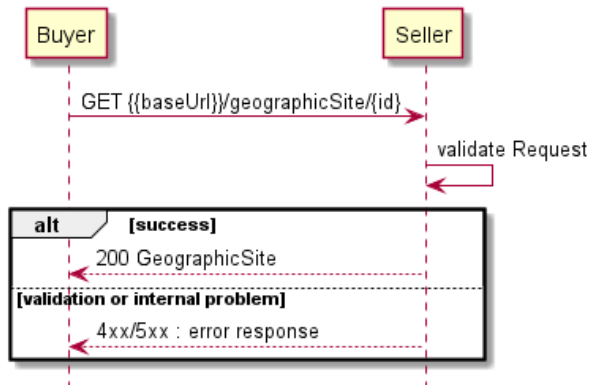 Buyer
Seller
GET {{baseUrl}}/geographicSite/{id}
validate Request
alt [success]
200 GeographicSite
[validation or internal problem]
4xx/5xx : error response